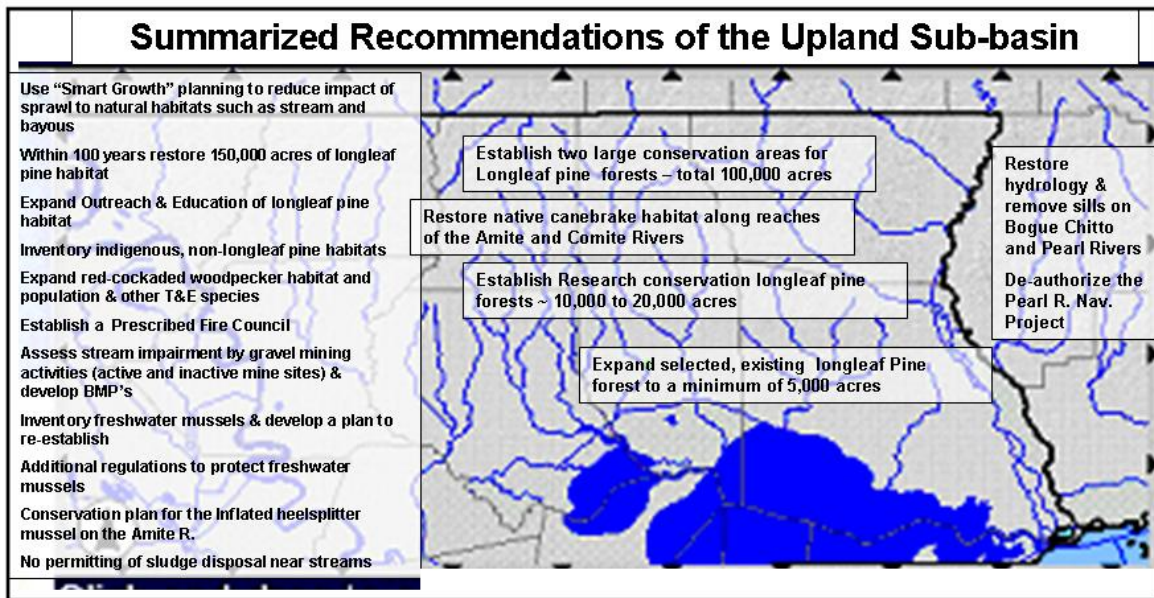 Summarized Recommendations of the Upland Sub-basin
Use “Smart Growth” planning to reduce impact of
sprawl to natural habitats such as stream and
bayous
Within 100 years restore 150,000 acres of longleaf
pine habitat
Expand Outreach & Education of longleaf pine
habitat
Inventory indigenous, non-longleaf pine habitats
Expand red-cockaded woodpecker habitat and
population & other T&E species
Establish a Prescribed Fire Council
Assess stream impairment by gravel mining
activities (active and inactive mine sites) &
develop BMP’s
Inventory freshwater mussels & develop a plan to
re-establish
Additional regulations to protect freshwater
mussels
Conservation plan for the Inflated heelsplitter
mussel on the Amite R.
No permitting of sludge disposal near streams
Establish two large conservation areas for
Longleaf pine forests – total 100,000 acres
Restore native canebrake habitat along reaches
of the Amite and Comite Rivers
Establish Research conservation longleaf pine
forests ~ 10,000 to 20,000 acres
Expand selected, existing longleaf Pine
forest to a minimum of 5,000 acres
Restore
hydrology &
remove sills on
Bogue Chitto
and Pearl Rivers
De-authorize the
Pearl R. Nav.
Project